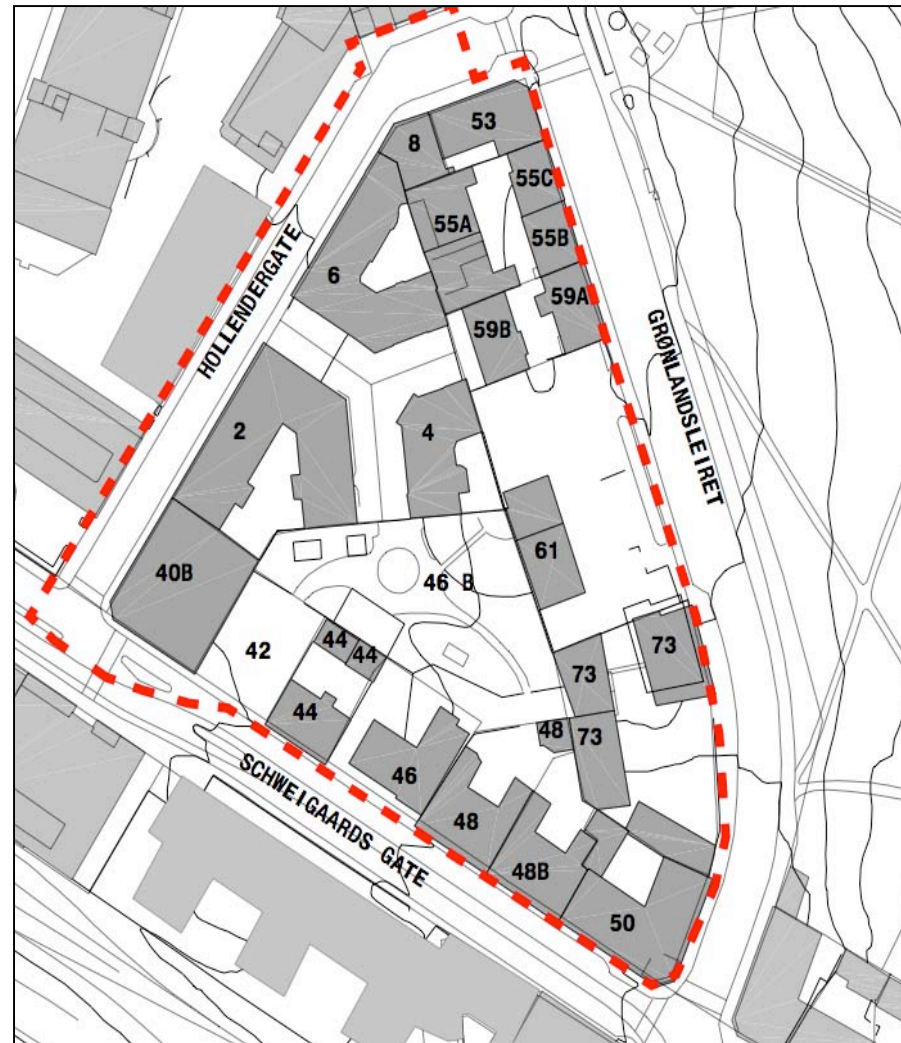 53
8
55C
55A
55B
6
59A
59B
HOLLENDERGATE
GRØNLANDSLEIRET
2
4
61
40B
46 B
42
44
44
73
73
44
48
73
46
SCHWEIGAARDS GATE
48
48B
50